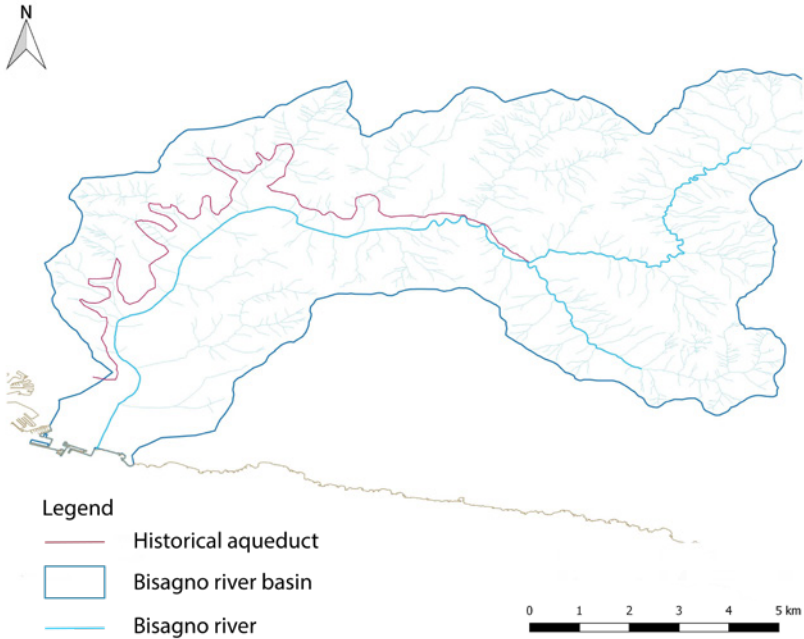 N
Legend
Historical aqueduct
Bisagno river basin
Bisagno river
0 1 2 3 4 5 km